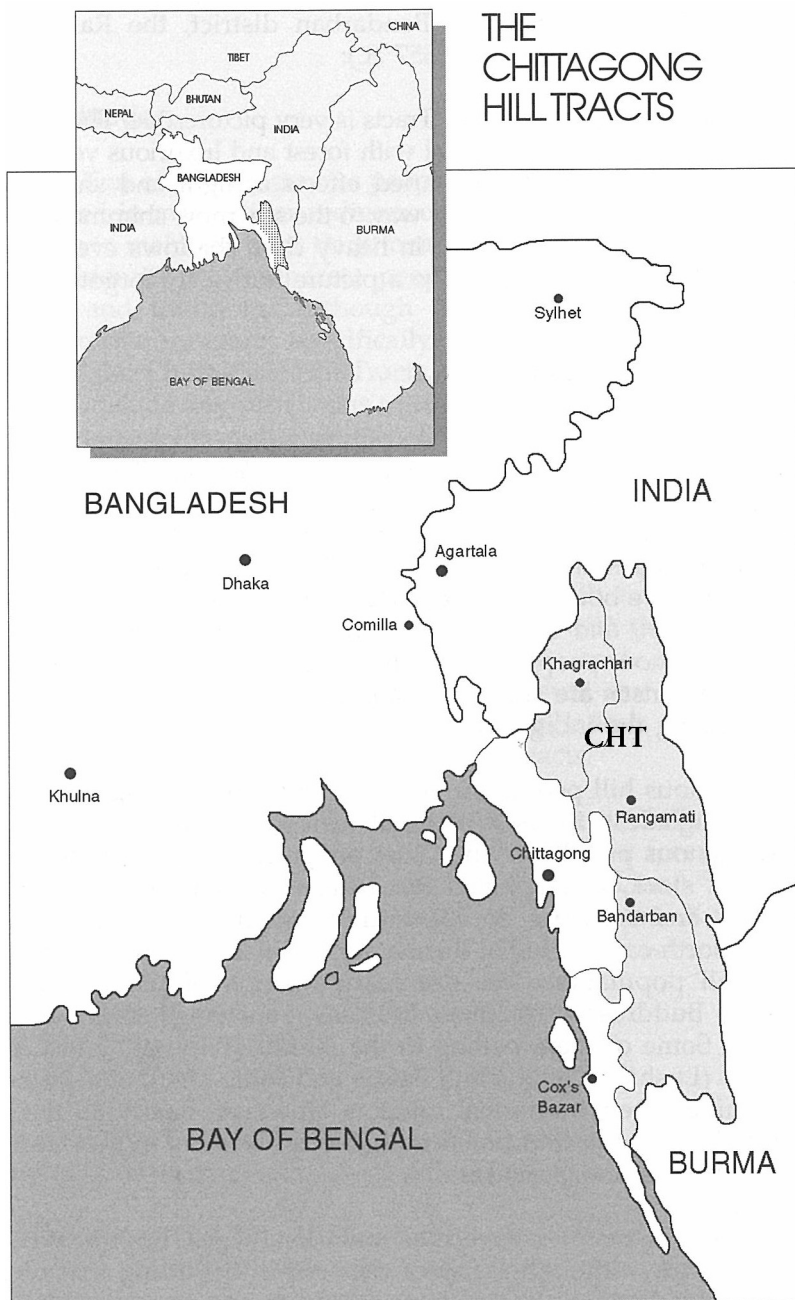 THE
CHITTAGONG
HILL TRACTS
CHINA
TIBET
NEPAL
BHUTAN
INDIA
BANGLADESH
INDIA
BURMA
BAY OF BENGAL
Sylhet
BANGLADESH
INDIA
Dhaka
Agartala
Comilla
Khagrachari
CHT
Khulna
Rangamati
Chittagong
Bandarban
Cox's
Bazar
BAY OF BENGAL
BURMA